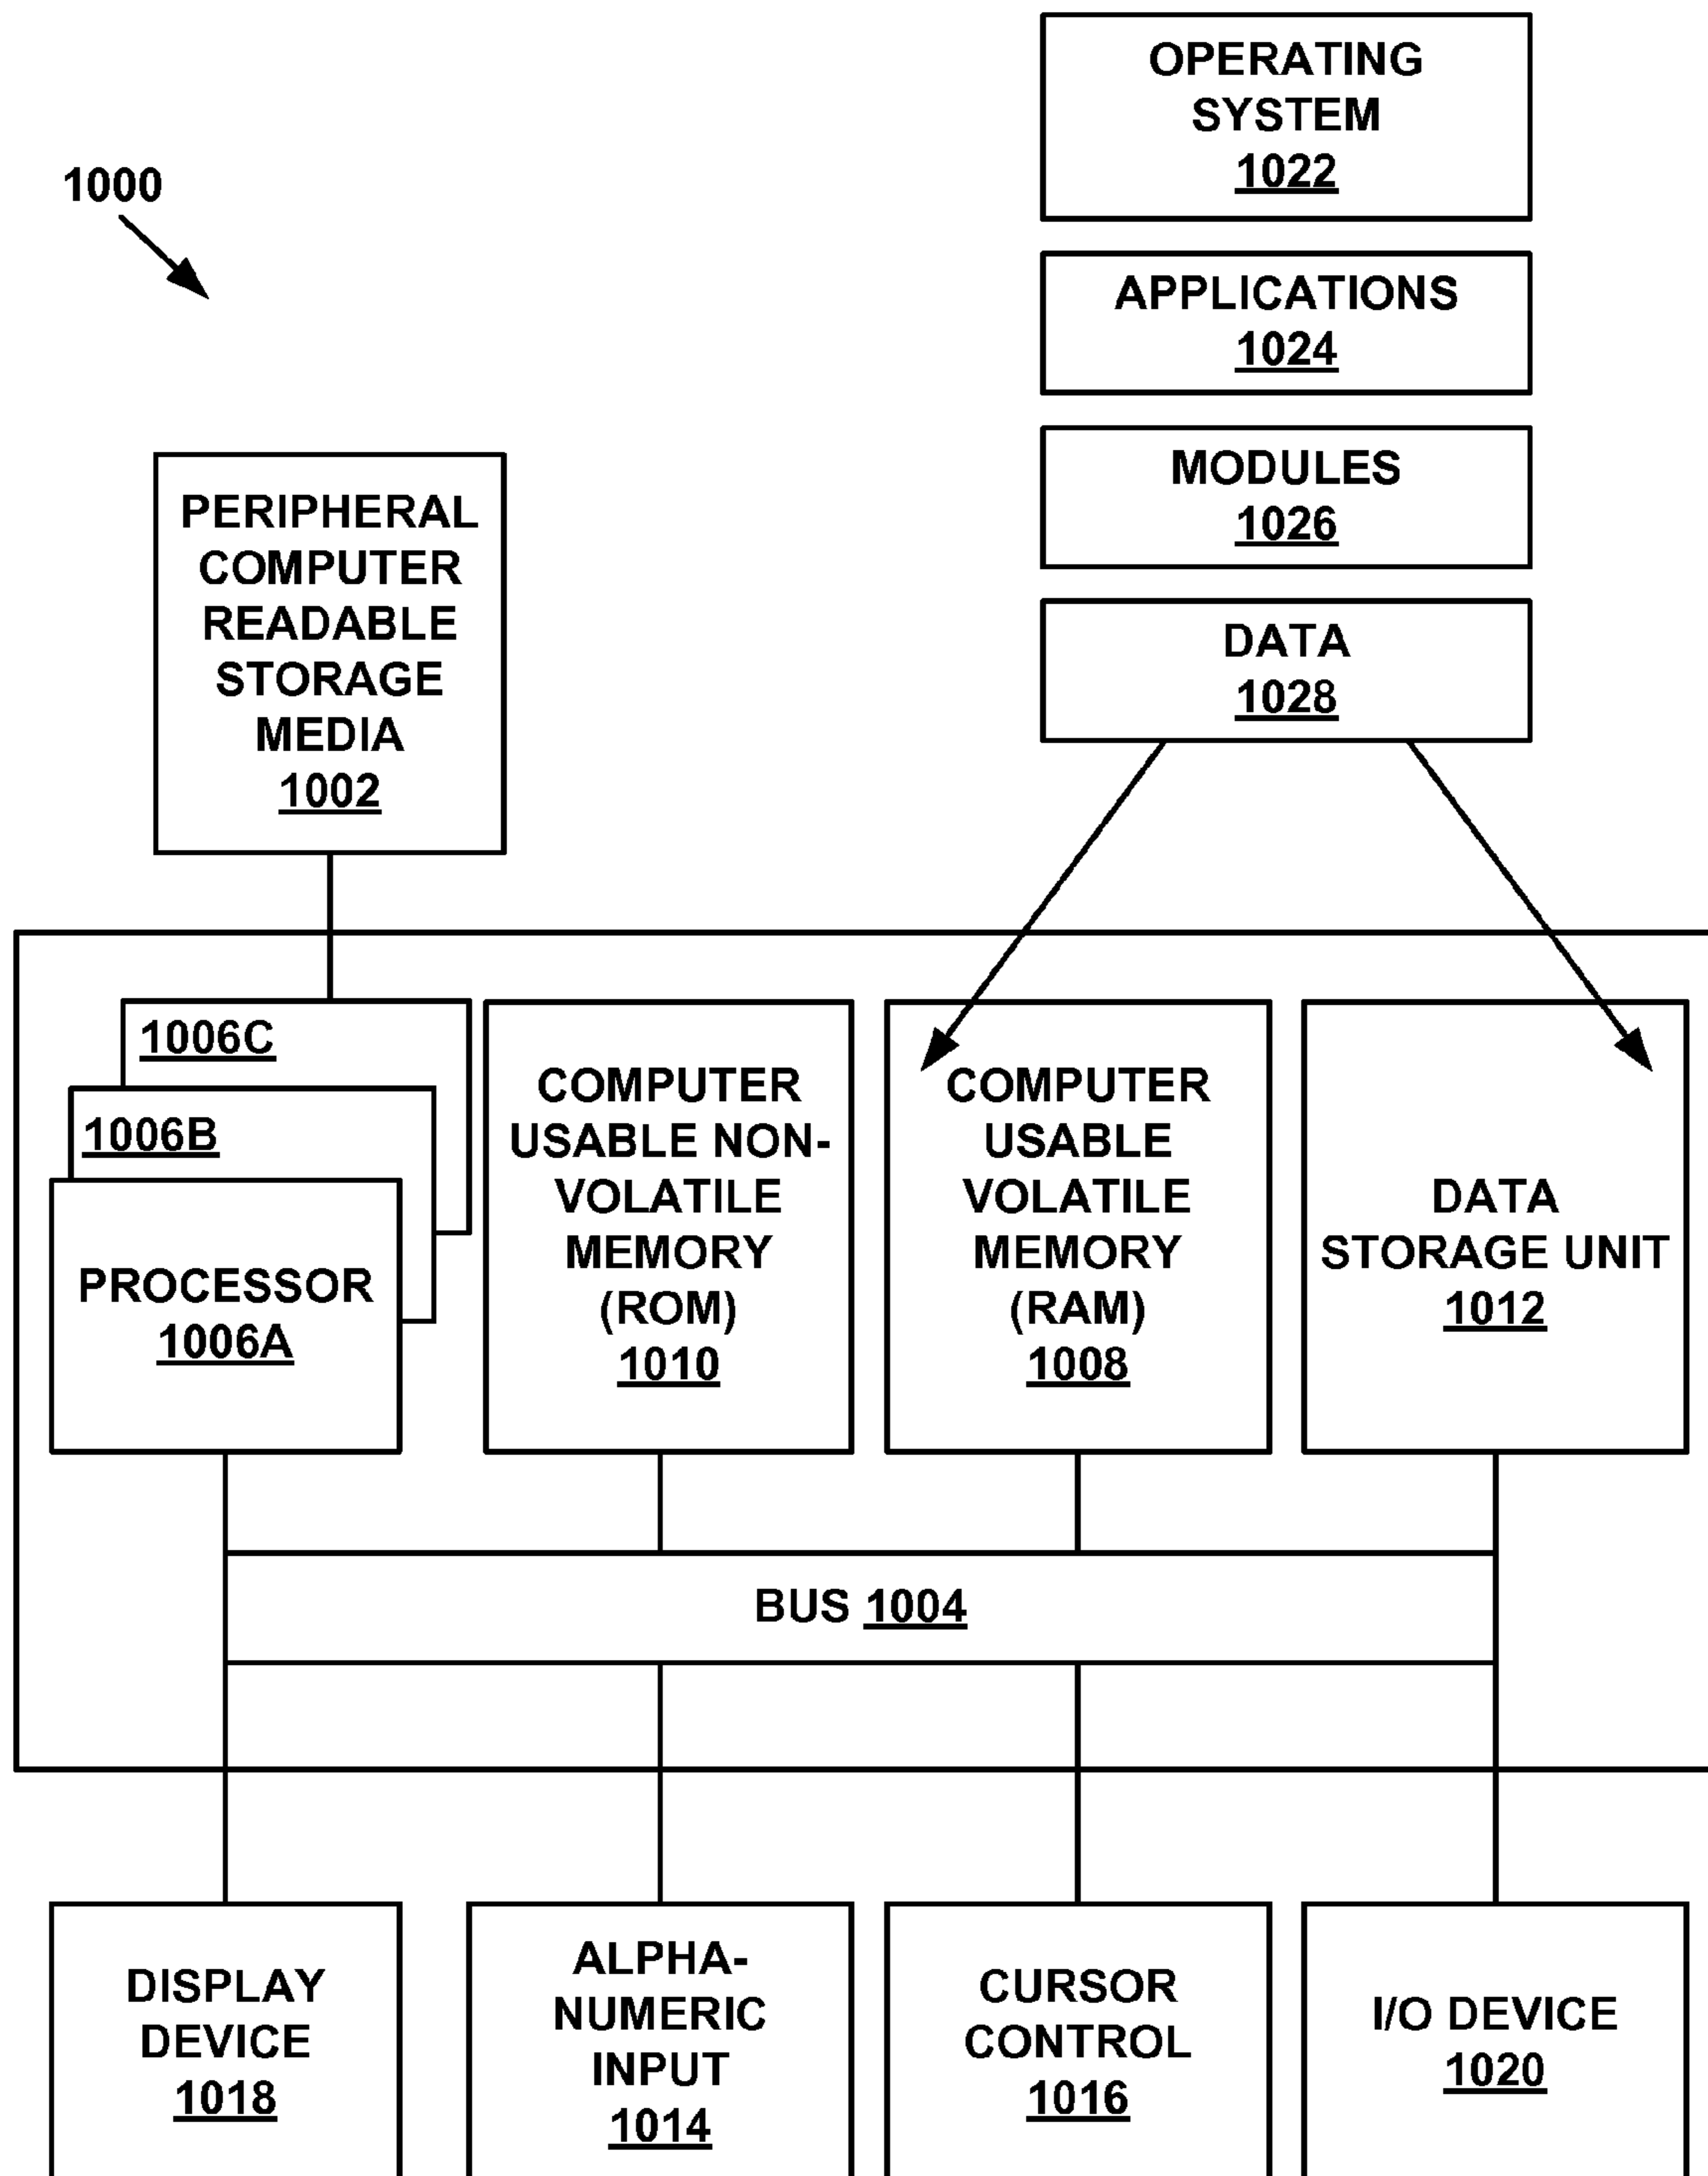 1000
OPERATING
SYSTEM
1022
APPLICATIONS
1024
MODULES
1026
DATA
1028
PERIPHERAL
COMPUTER
READABLE
STORAGE
MEDIA
1002
1006C
1006B
PROCESSOR
1006A
COMPUTER
USABLE NON-
VOLATILE
MEMORY
(ROM)
1010
COMPUTER
USABLE
VOLATILE
MEMORY
(RAM)
1008
DATA
STORAGE UNIT
1012
BUS 1004
DISPLAY
DEVICE
1018
ALPHA-
NUMERIC
INPUT
1014
CURSOR
CONTROL
1016
I/O DEVICE
1020